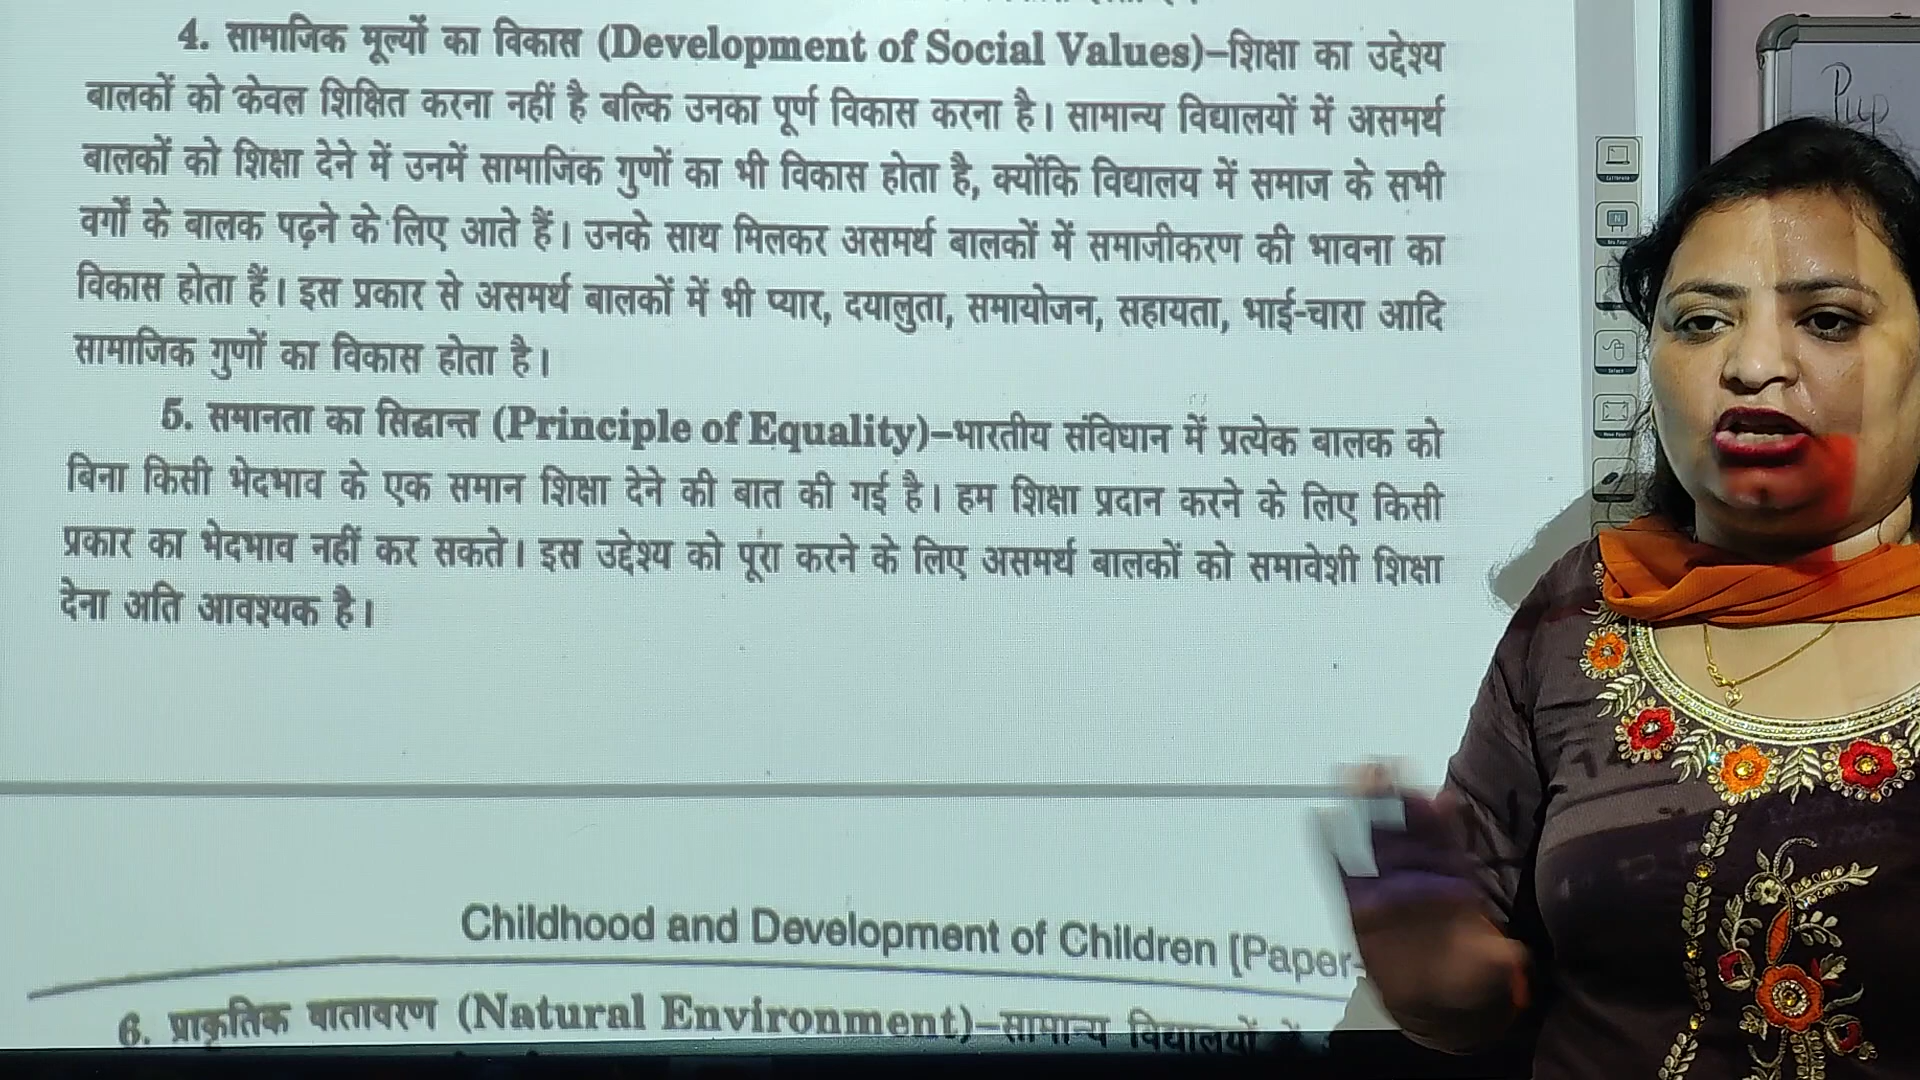 4. सामाजिक मूल्यों का विकास (Development of Social Values)–शिक्षा का उद्देश्य
बालकों को केवल शिक्षित करना नहीं है बल्कि उनका पूर्ण विकास करना है। सामान्य विद्यालयों में असमर्थ
बालकों को शिक्षा देने में उनमें सामाजिक गुणों का भी विकास होता है, क्योंकि विद्यालय में समाज के सभी
वर्गों के बालक पढ़ने के लिए आते हैं। उनके साथ मिलकर असमर्थ बालकों में समाजीकरण की भावना का
विकास होता हैं। इस प्रकार से असमर्थ बालकों में भी प्यार, दयालुता, समायोजन, सहायता, भाई-चारा आदि
सामाजिक गुणों का विकास होता है।
5. समानता का सिद्धान्त (Principle of Equality)–भारतीय संविधान में प्रत्येक बालक को
बिना किसी भेदभाव के एक समान शिक्षा देने की बात की गई है। हम शिक्षा प्रदान करने के लिए किसी
प्रकार का भेदभाव नहीं कर सकते। इस उद्देश्य को पूरा करने के लिए असमर्थ बालकों को समावेशी शिक्षा
देना अति आवश्यक है।
Childhood and Development of Children [Paper-
6. प्राकृतिक वातावरण (Natural Environment)–सामान्य विद्यालयों में